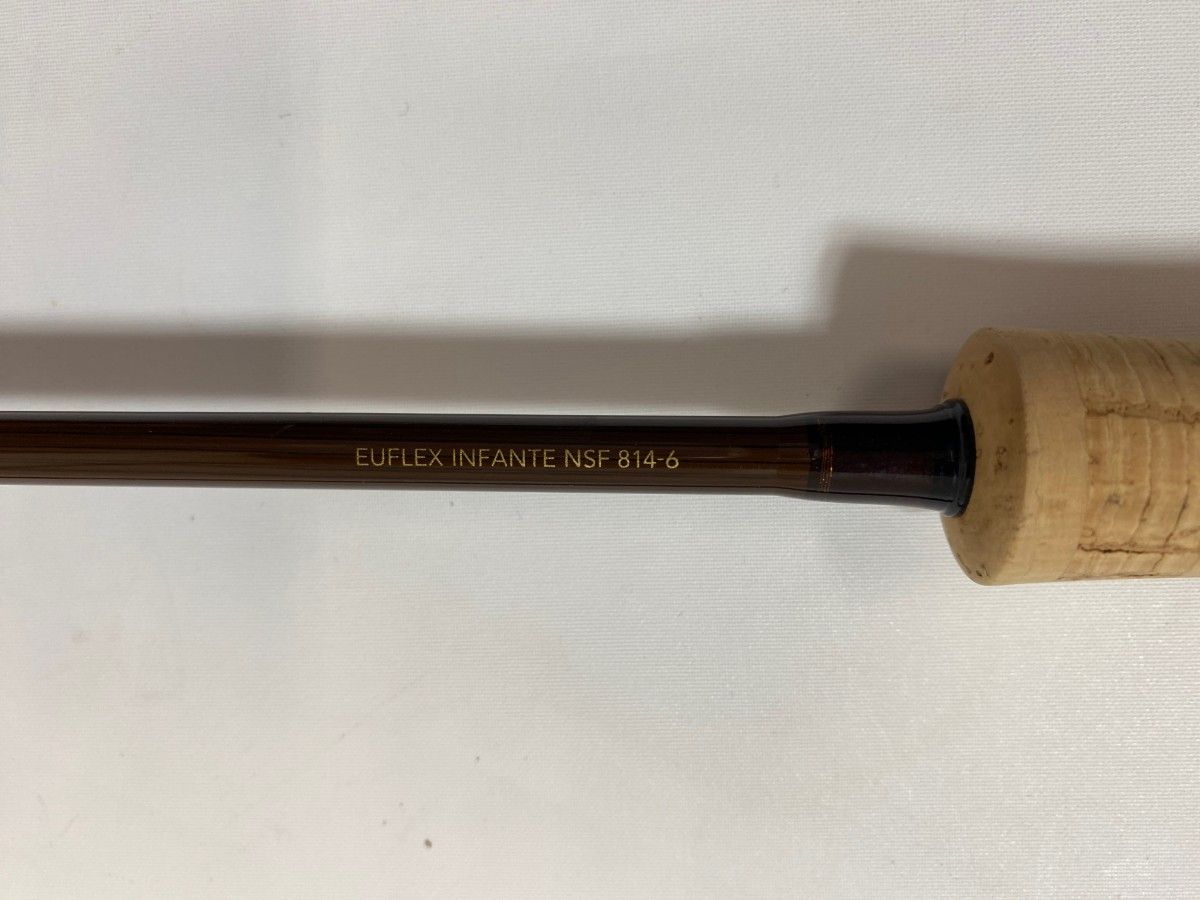 EUFLEX INFANTE NSF 814-6